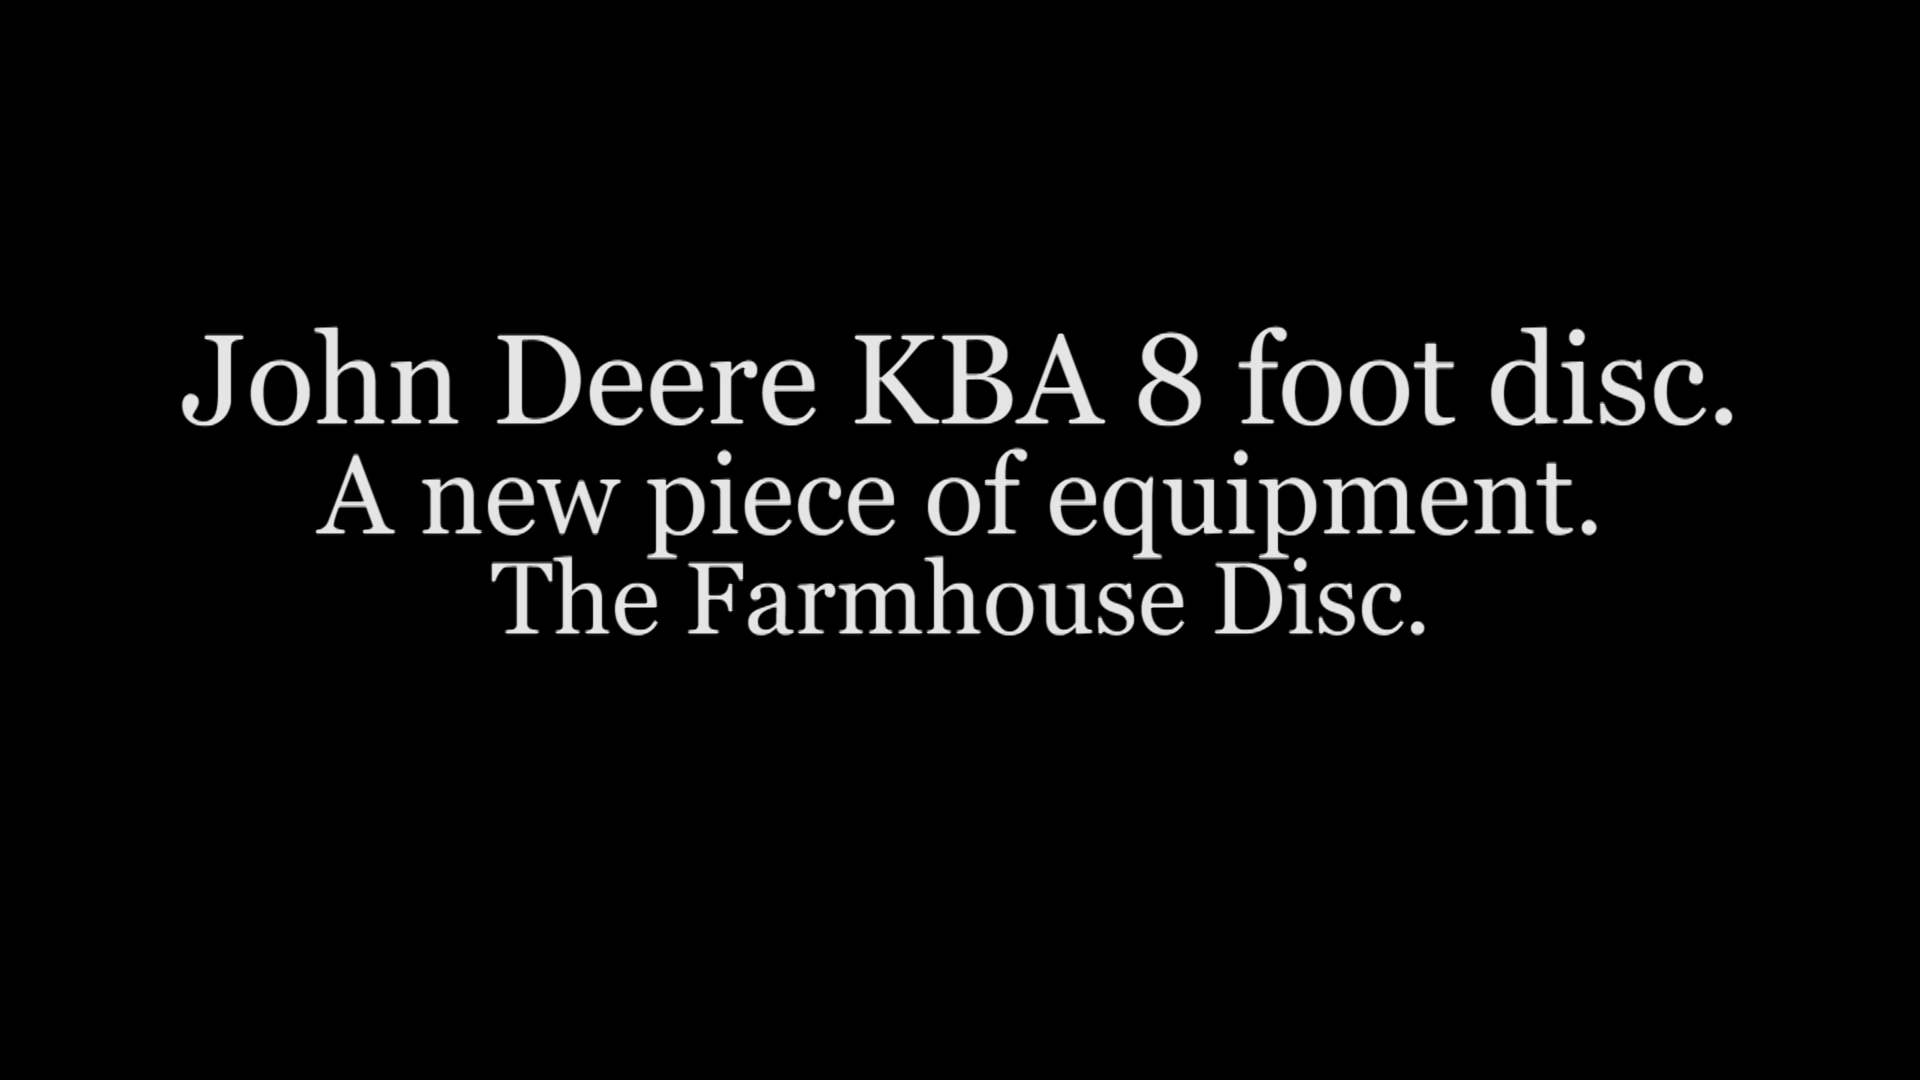 John Deere KBA 8 foot disc.
A new piece of equipment.
The Farmhouse Disc.